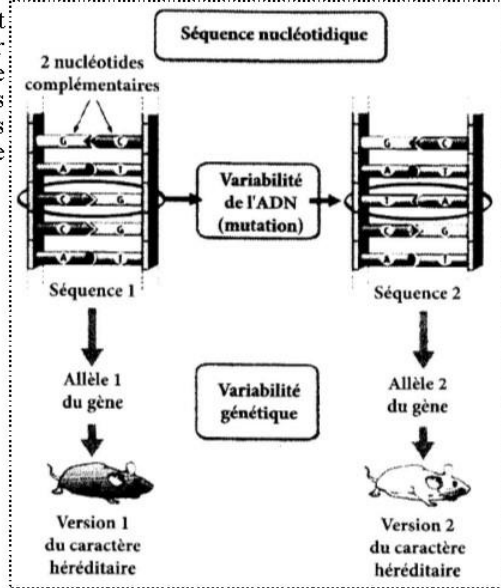 Séquence nucléotidique
2 nucléotides
complémentaires
G C
A T
C G
C G
A T
Séquence 1
Variabilité
de l'ADN
(mutation)
G C
A T
T A
C G
A T
Séquence 2
Allèle 1
du gène
Variabilité
génétique
Allèle 2
du gène
Version 1
du caractère
héréditaire
Version 2
du caractère
héréditaire